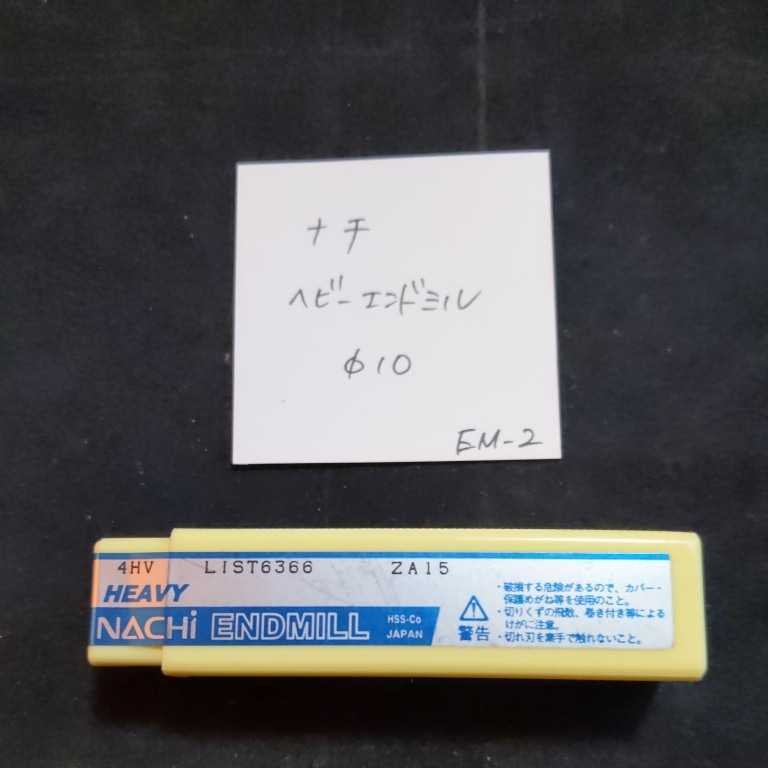 ナチ
ヘビーエンドミル
φ10
EM-2
4HV LIST6366 ZA15
HEAVY
NACHi ENDMILL
HSS-Co
JAPAN
警告
・破損する危険があるので、カバー・
保護めがね等を使用のこと。
・切りくずの飛散、巻き付き等による
けがに注意。
・切れ刃を素手で触れないこと。